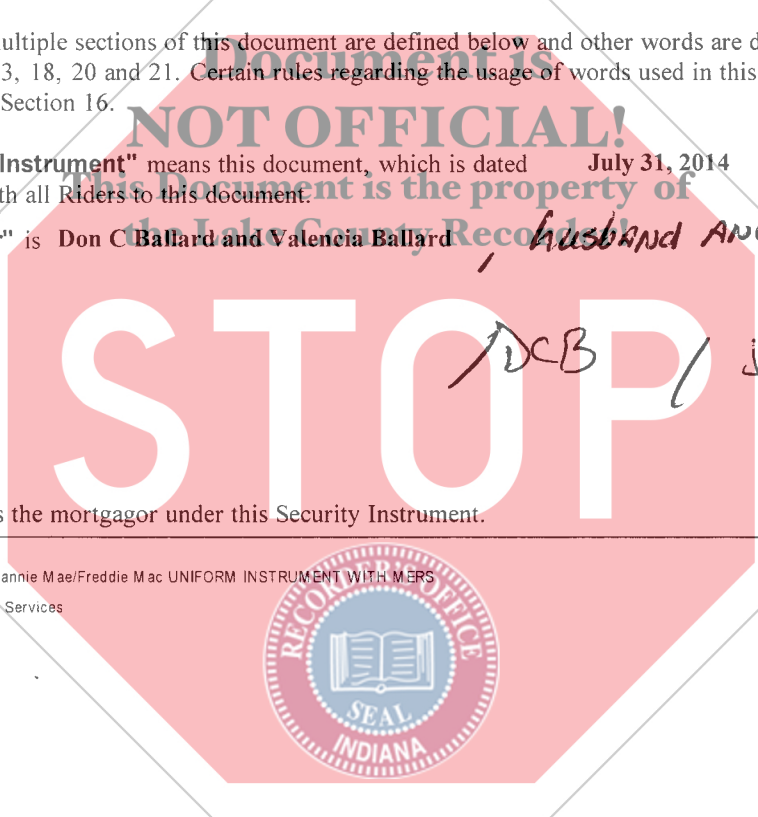 ultiple sections of this document are defined below and other words are d
3, 18, 20 and 21. Certain rules regarding the usage of words used in this
Section 16.
Document is
NOT OFFICIAL!
This Document is the property of
the Lake County Recorder!
Instrument" means this document, which is dated July 31, 2014
th all Riders to this document.
" is Don C Ballard and Valencia Ballard , husband AND
DCB
STOP
s the mortgagor under this Security Instrument.
annie Mae/Freddie Mac UNIFORM INSTRUMENT WITH MERS
Services
RECORDER'S OFFICE
SEAL
INDIANA